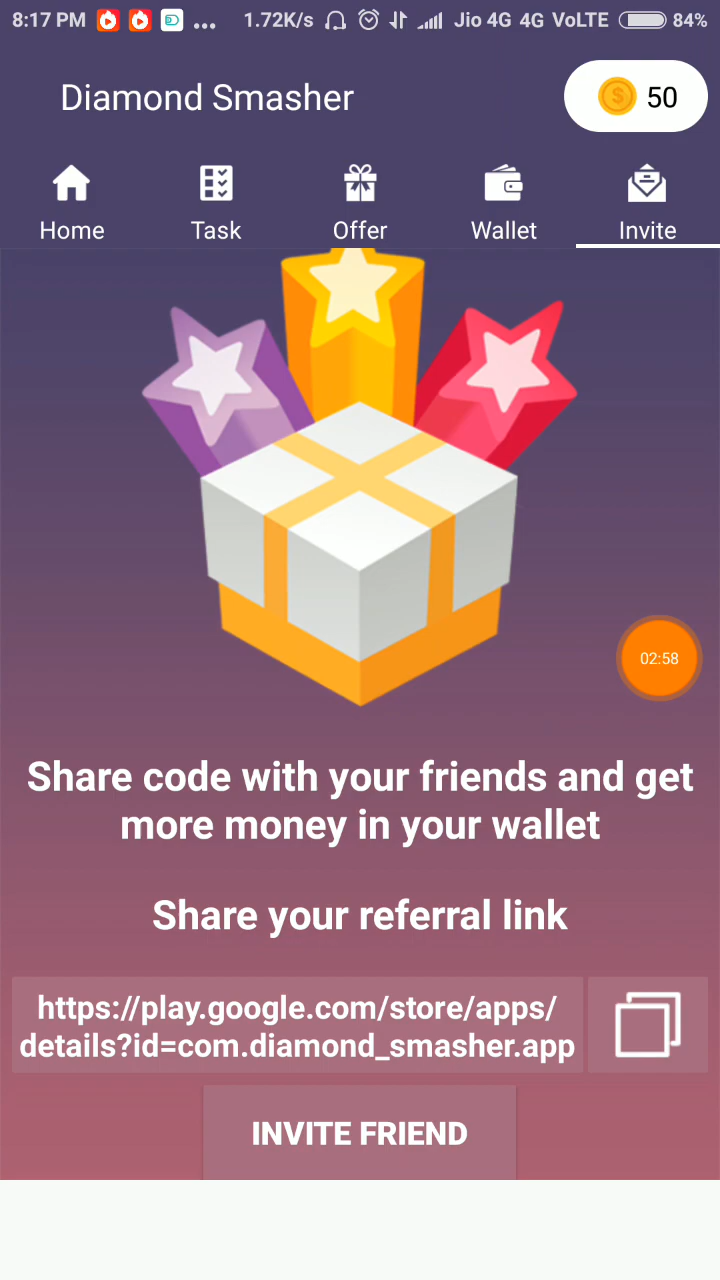 8:17 PM ... 1.72K/s Jio 4G 4G VoLTE 84%
Diamond Smasher
50
Home Task Offer Wallet Invite
02:58
Share code with your friends and get
more money in your wallet
Share your referral link
https://play.google.com/store/apps/
details?id=com.diamond_smasher.app
INVITE FRIEND